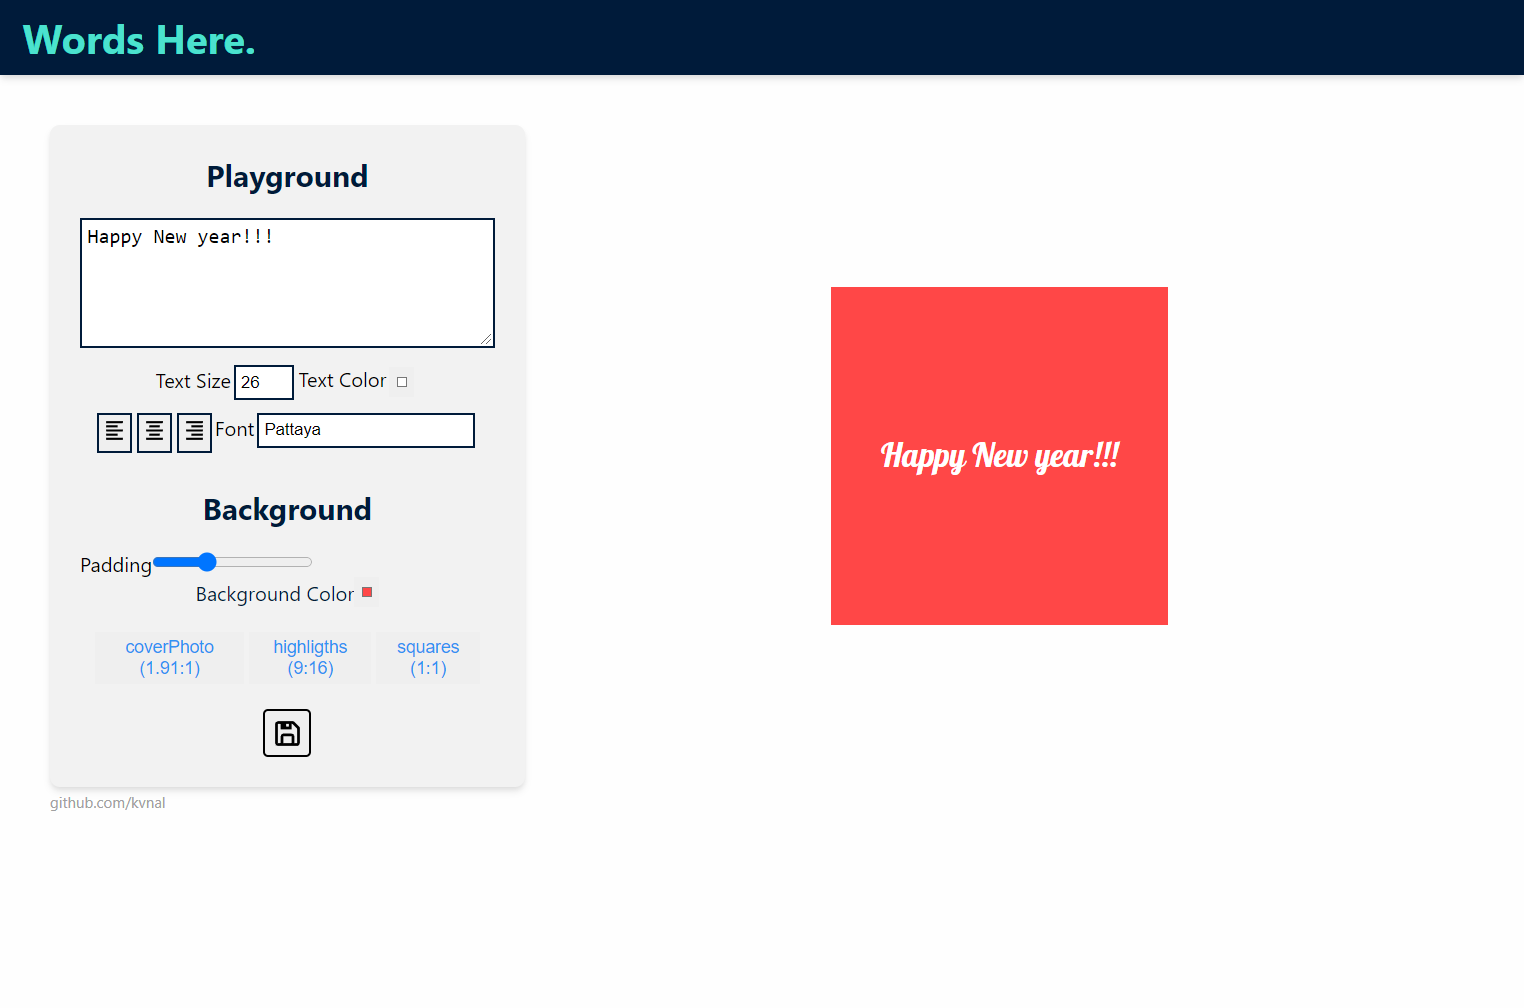 Words Here.
Playground
Happy New year!!!
Text Size 26 Text Color
Font Pattaya
Happy New year!!!
Background
Padding
Background Color
coverPhoto (1.91:1)
highligths (9:16)
squares (1:1)
github.com/kvnal